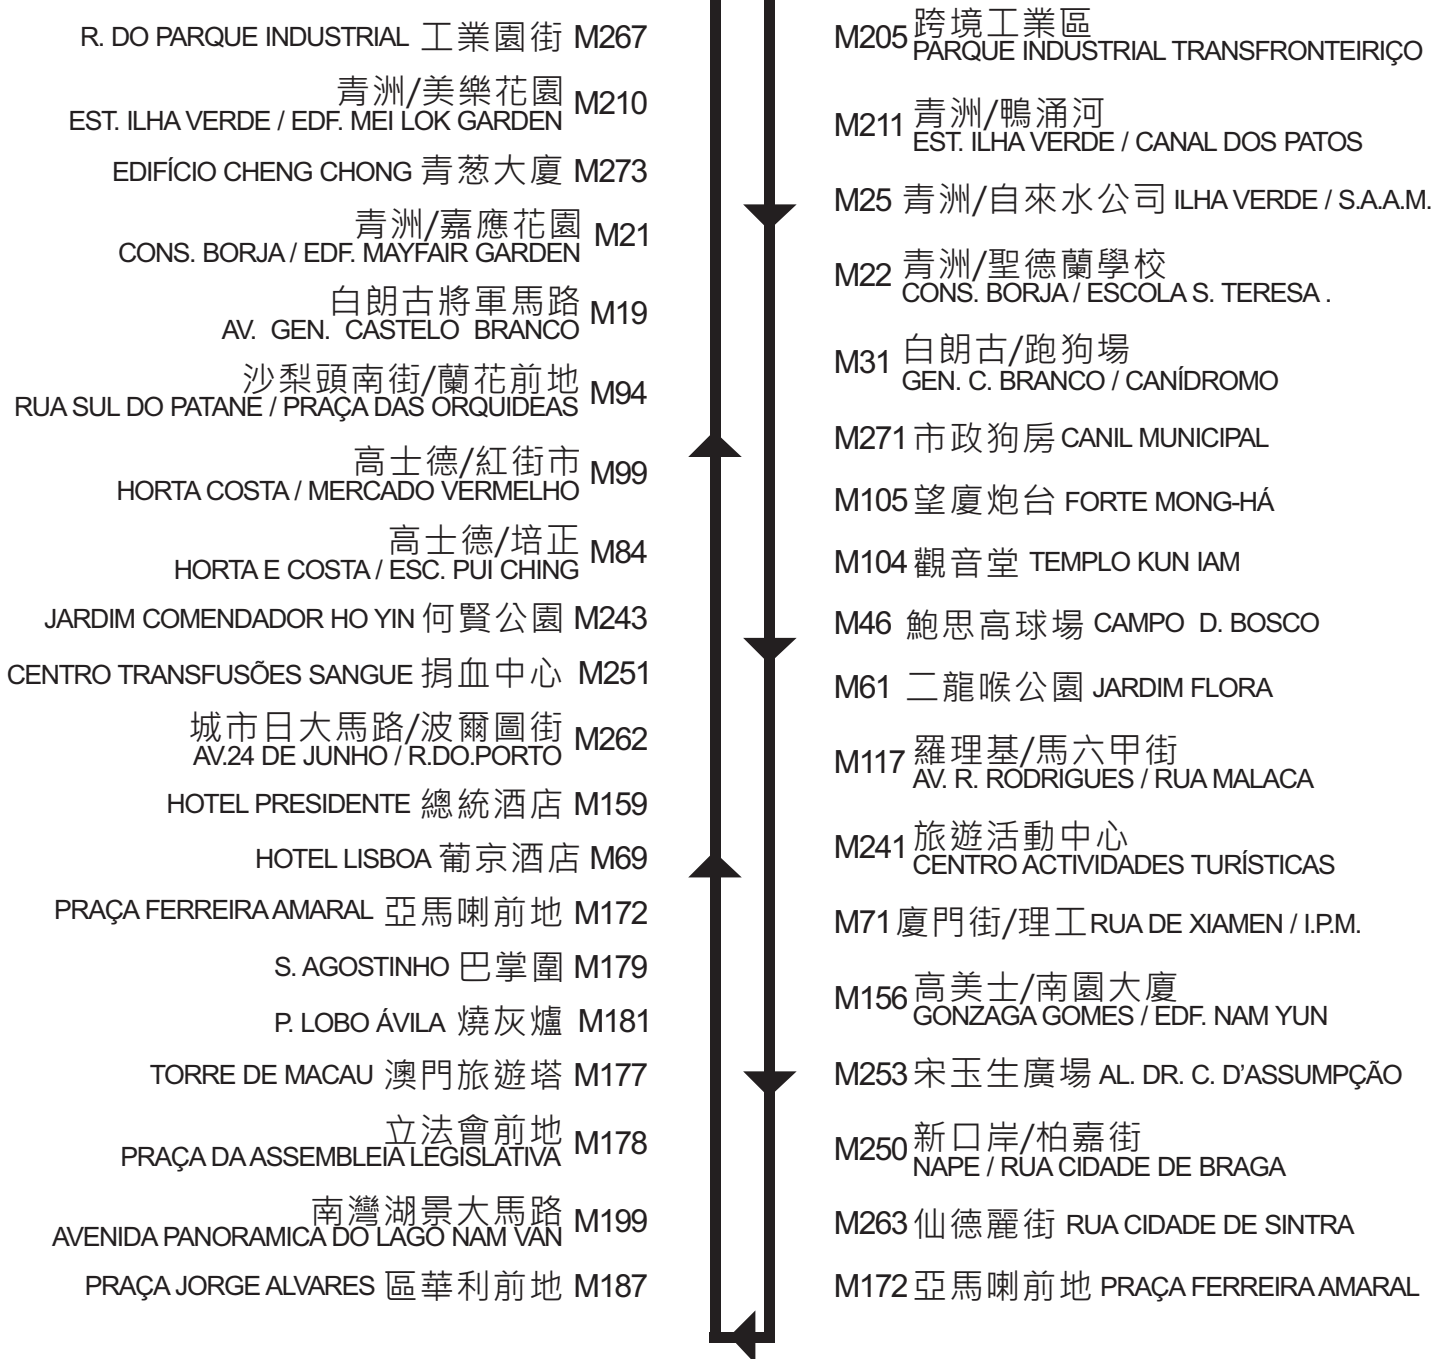 R. DO PARQUE INDUSTRIAL 工業園街 M267
青洲/美樂花園
EST. ILHA VERDE / EDF. MEI LOK GARDEN
M210
EDIFÍCIO CHENG CHONG 青葱大廈 M273
青洲/嘉應花園
CONS. BORJA / EDF. MAYFAIR GARDEN
M21
白朗古將軍馬路
AV. GEN. CASTELO BRANCO
M19
沙梨頭南街/蘭花前地
RUA SUL DO PATANE / PRAÇA DAS ORQUIDEAS
M94
高士德/紅街市
HORTA COSTA / MERCADO VERMELHO
M99
高士德/培正
HORTA E COSTA / ESC. PUI CHING
M84
JARDIM COMENDADOR HO YIN 何賢公園 M243
CENTRO TRANSFUSÕES SANGUE 捐血中心 M251
城市日大馬路/波爾圖街
AV.24 DE JUNHO / R.DO.PORTO
M262
HOTEL PRESIDENTE 總統酒店 M159
HOTEL LISBOA 葡京酒店 M69
PRAÇA FERREIRA AMARAL 亞馬喇前地 M172
S. AGOSTINHO 巴掌圍 M179
P. LOBO ÁVILA 燒灰爐 M181
TORRE DE MACAU 澳門旅遊塔 M177
立法會前地
PRAÇA DA ASSEMBLEIA LEGISLATIVA
M178
南灣湖景大馬路
AVENIDA PANORAMICA DO LAGO NAM VAN
M199
PRAÇA JORGE ALVARES 區華利前地 M187
M205
跨境工業區
PARQUE INDUSTRIAL TRANSFRONTEIRIÇO
M211
青洲/鴨涌河
EST. ILHA VERDE / CANAL DOS PATOS
M25 青洲/自來水公司 ILHA VERDE / S.A.A.M.
M22
青洲/聖德蘭學校
CONS. BORJA / ESCOLA S. TERESA .
M31
白朗古/跑狗場
GEN. C. BRANCO / CANÍDROMO
M271 市政狗房 CANIL MUNICIPAL
M105 望廈炮台 FORTE MONG-HÁ
M104 觀音堂 TEMPLO KUN IAM
M46 鮑思高球場 CAMPO D. BOSCO
M61 二龍喉公園 JARDIM FLORA
M117
羅理基/馬六甲街
AV. R. RODRIGUES / RUA MALACA
M241
旅遊活動中心
CENTRO ACTIVIDADES TURÍSTICAS
M71 廈門街/理工 RUA DE XIAMEN / I.P.M.
M156
高美士/南園大廈
GONZAGA GOMES / EDF. NAM YUN
M253 宋玉生廣場 AL. DR. C. D'ASSUMPÇÃO
M250
新口岸/柏嘉街
NAPE / RUA CIDADE DE BRAGA
M263 仙德麗街 RUA CIDADE DE SINTRA
M172 亞馬喇前地 PRAÇA FERREIRA AMARAL